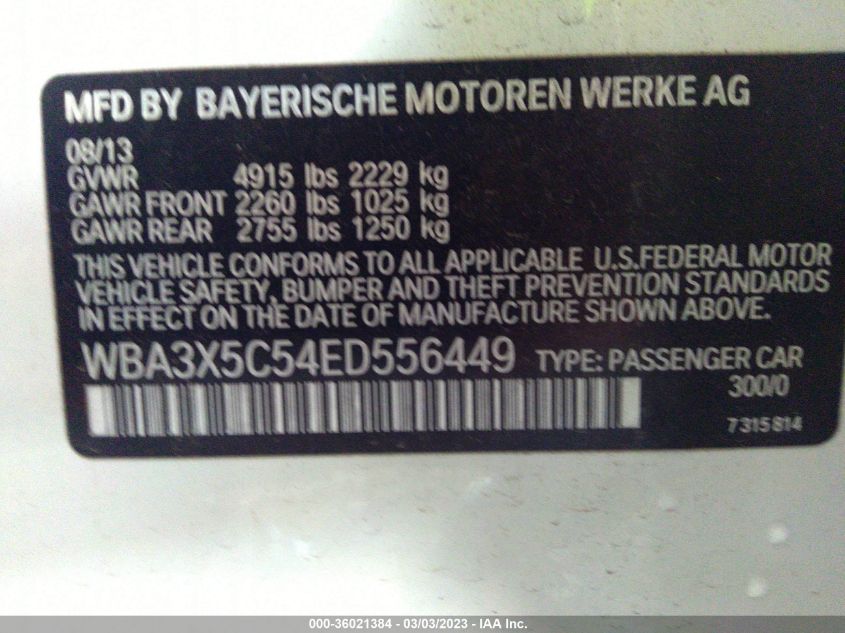 MFD BY BAYERISCHE MOTOREN WERKE AG
08/13
GVWR 4915 lbs 2229 kg
GAWR FRONT 2260 lbs 1025 kg
GAWR REAR 2755 lbs 1250 kg
THIS VEHICLE CONFORMS TO ALL APPLICABLE U.S.FEDERAL MOTOR
VEHICLE SAFETY, BUMPER AND THEFT PREVENTION STANDARDS
IN EFFECT ON THE DATE OF MANUFACTURE SHOWN ABOVE.
WBA3X5C54ED556449 TYPE: PASSENGER CAR
300/0
7315814
000-36021384 - 03/03/2023 - IAA Inc.